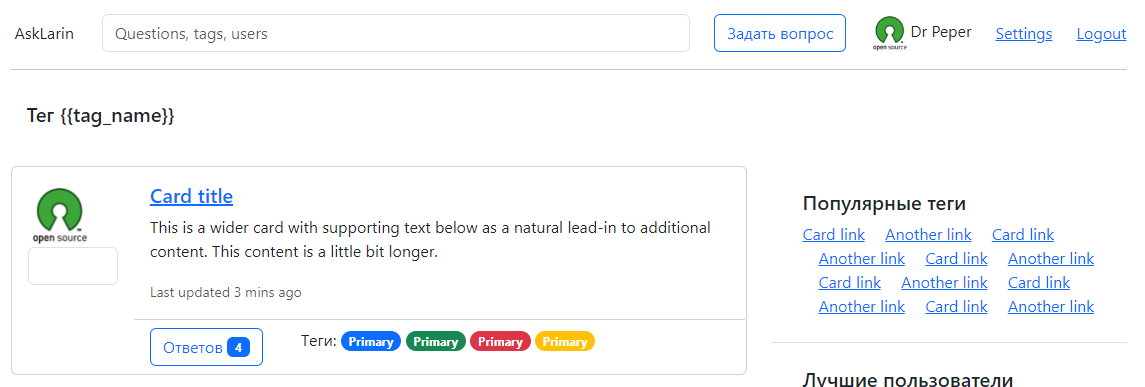 AskLarin Questions, tags, users Задать вопрос open source Dr Peper Settings Logout
Тег {{tag_name}}
open source
Card title
This is a wider card with supporting text below as a natural lead-in to additional
content. This content is a little bit longer.
Last updated 3 mins ago
Ответов 4 Теги: Primary Primary Primary Primary
Популярные теги
Card link Another link Card link
Another link Card link Another link
Card link Another link Card link
Another link Card link Another link
Лучшие пользователи